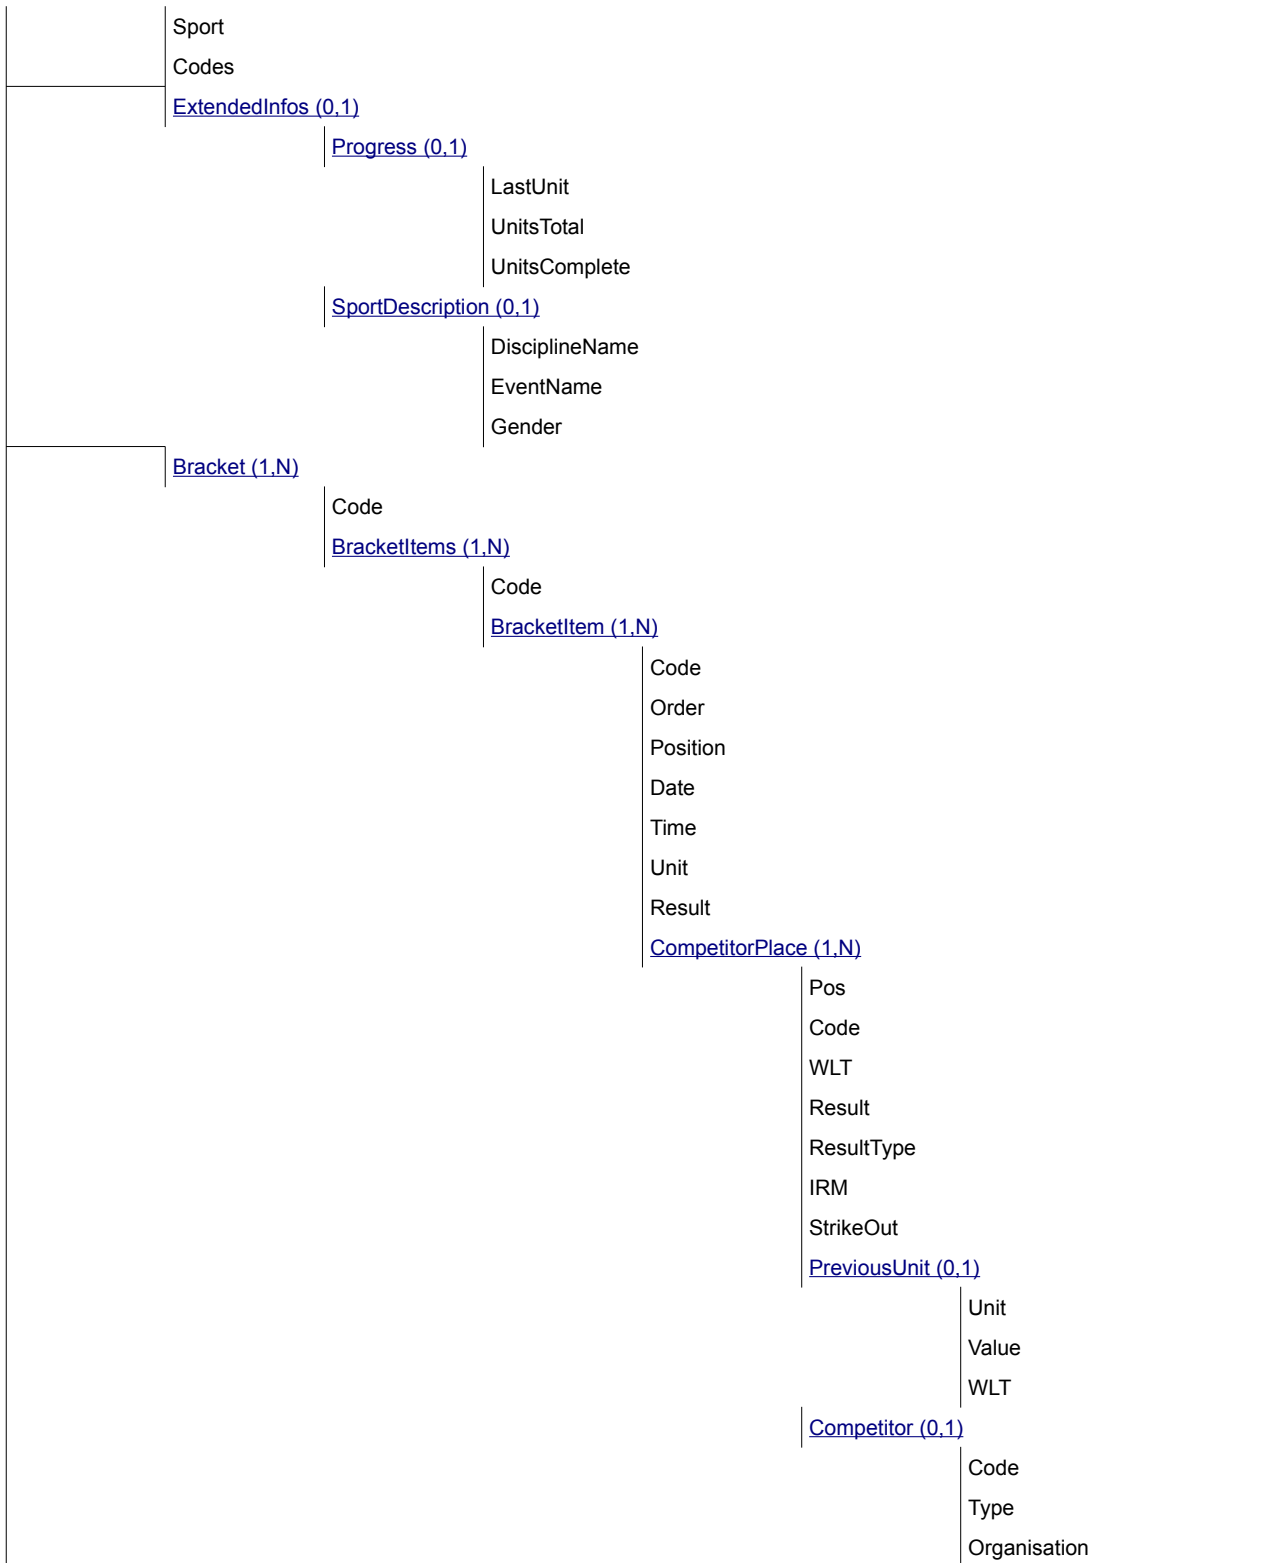 Sport
Codes
ExtendedInfos (0,1)
Progress (0,1)
LastUnit
UnitsTotal
UnitsComplete
SportDescription (0,1)
DisciplineName
EventName
Gender
Bracket (1,N)
Code
BracketItems (1,N)
Code
BracketItem (1,N)
Code
Order
Position
Date
Time
Unit
Result
CompetitorPlace (1,N)
Pos
Code
WLT
Result
ResultType
IRM
StrikeOut
PreviousUnit (0,1)
Unit
Value
WLT
Competitor (0,1)
Code
Type
Organisation